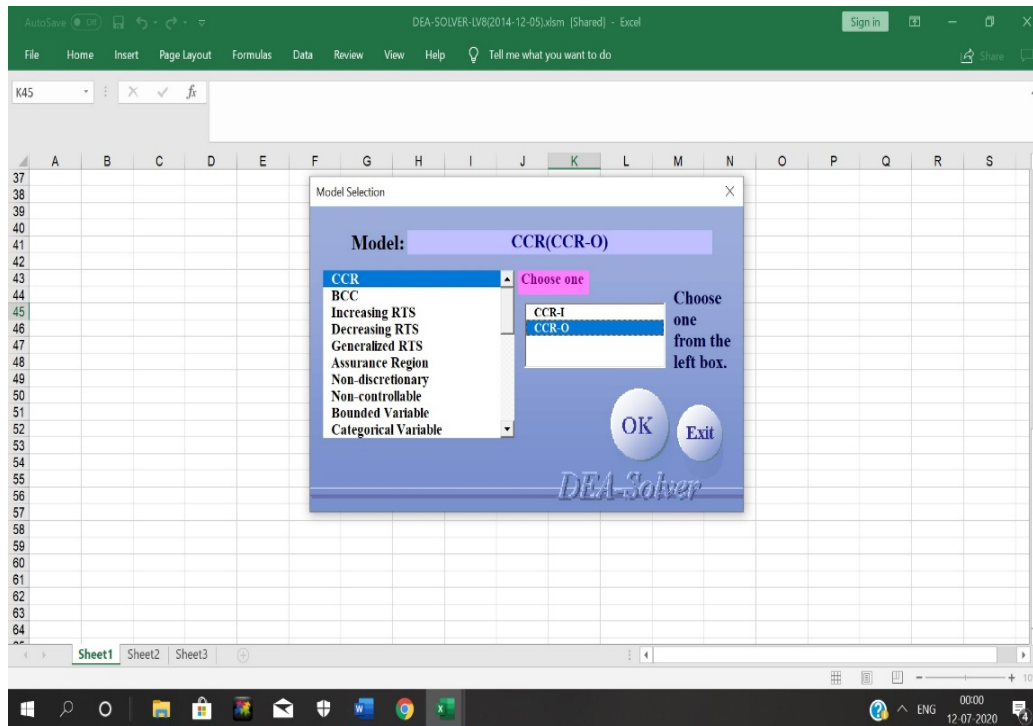 AutoSave Off DEA-SOLVER-LV8(2014-12-05).xlsm [Shared] - Excel Sign in
File Home Insert Page Layout Formulas Data Review View Help Tell me what you want to do Share
K45 fx
A B C D E F G H I J K L M N O P Q R S
37
38
39
40
41
42
43
44
45
46
47
48
49
50
51
52
53
54
55
56
57
58
59
60
61
62
63
64
Model Selection
Model: CCR(CCR-O)
CCR
BCC
Increasing RTS
Decreasing RTS
Generalized RTS
Assurance Region
Non-discretionary
Non-controllable
Bounded Variable
Categorical Variable
Choose one
CCR-I
CCR-O
Choose
one
from the
left box.
OK Exit
DEA-Solver
Sheet1 Sheet2 Sheet3
ENG
00:00
12-07-2020